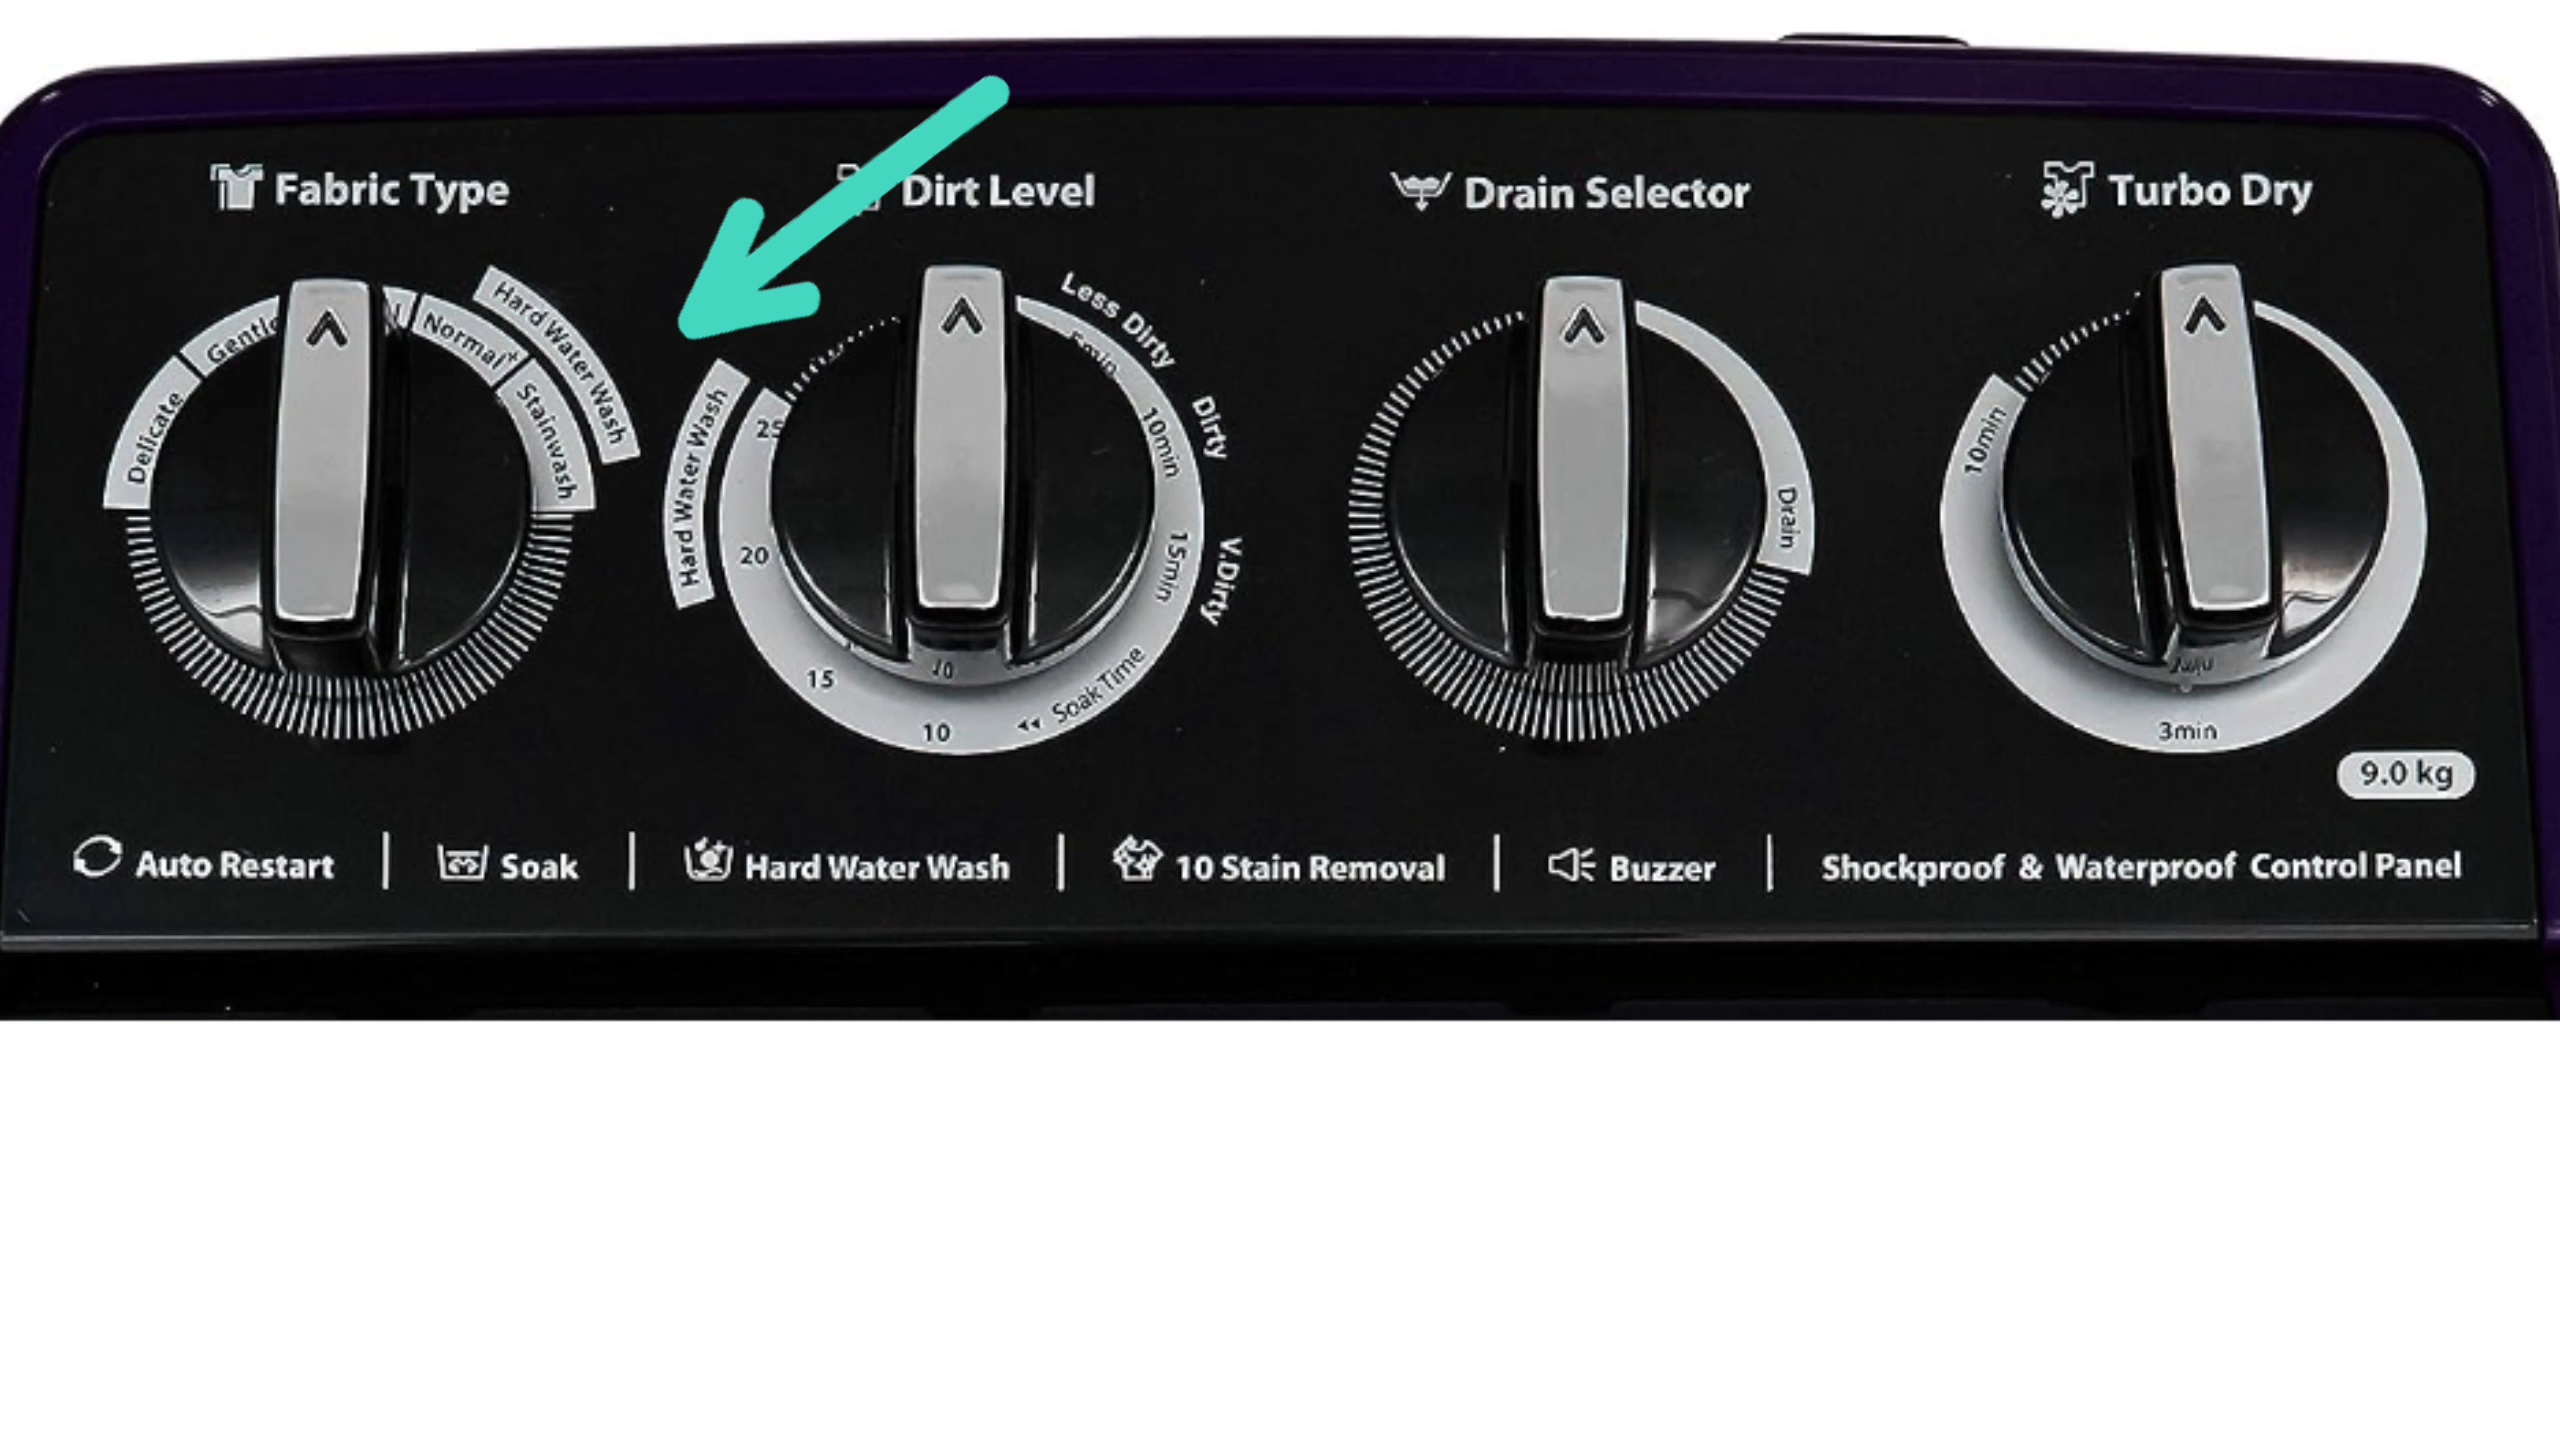 Fabric Type
Dirt Level
Drain Selector
Turbo Dry
Delicate
Normal+
Stainwash
Hard Water Wash
Hard Water Wash
Less Dirty
Dirty
V.Dirty
5min
10min
15min
Soak Time
10
15
20
25
10
Drain
10min
3min
9.0 kg
Auto Restart | Soak | Hard Water Wash | 10 Stain Removal | Buzzer | Shockproof & Waterproof Control Panel